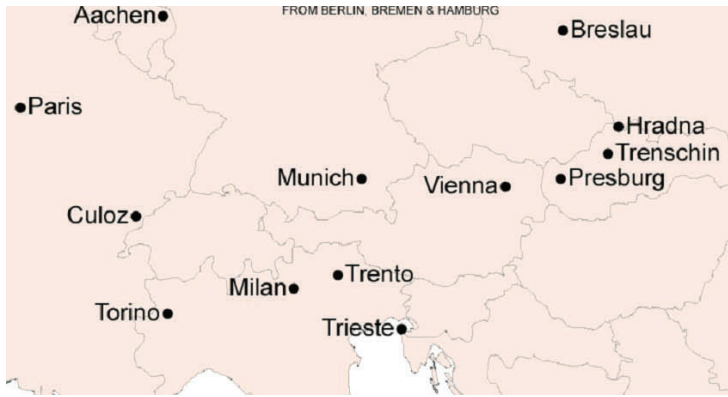 FROM BERLIN, BREMEN & HAMBURG
Aachen
Breslau
Paris
Hradna
Trenschin
Munich
Vienna
Presburg
Culoz
Trento
Milan
Torino
Trieste